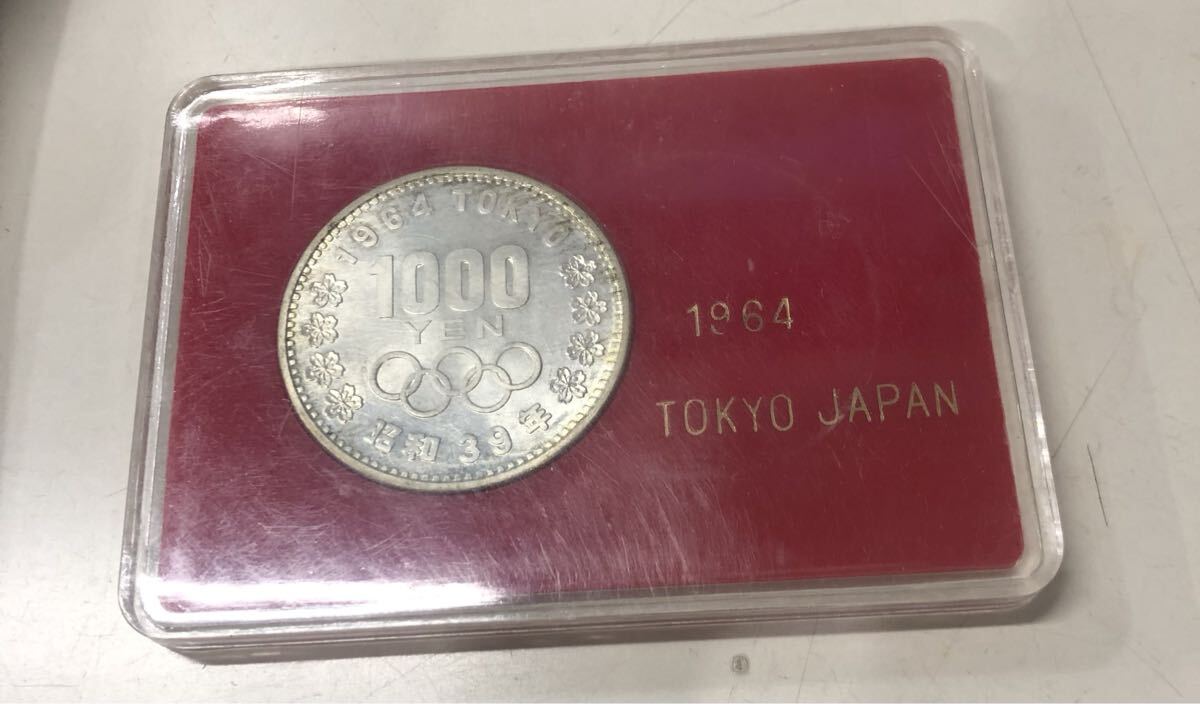 1964 TOKYO
1000
YEN
昭和39年
1964
TOKYO JAPAN